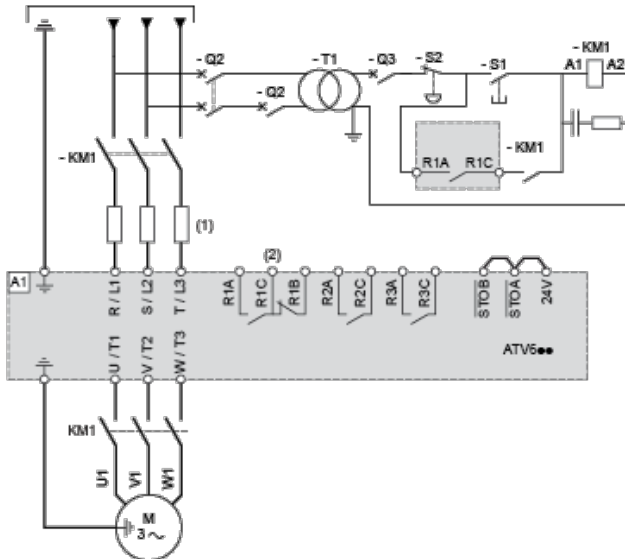 - Q2
- T1
- Q3
- S2
- S1
- KM1
A1
A2
- Q2
- KM1
R1A
R1C
- KM1
(1)
(2)
A1
R / L1
S / L2
T / L3
R1A
R1C
R1B
R2A
R2C
R3A
R3C
STOB
STOA
24V
U / T1
V / T2
W / T3
ATV6●●
KM1
U1
V1
W1
M
3 ~